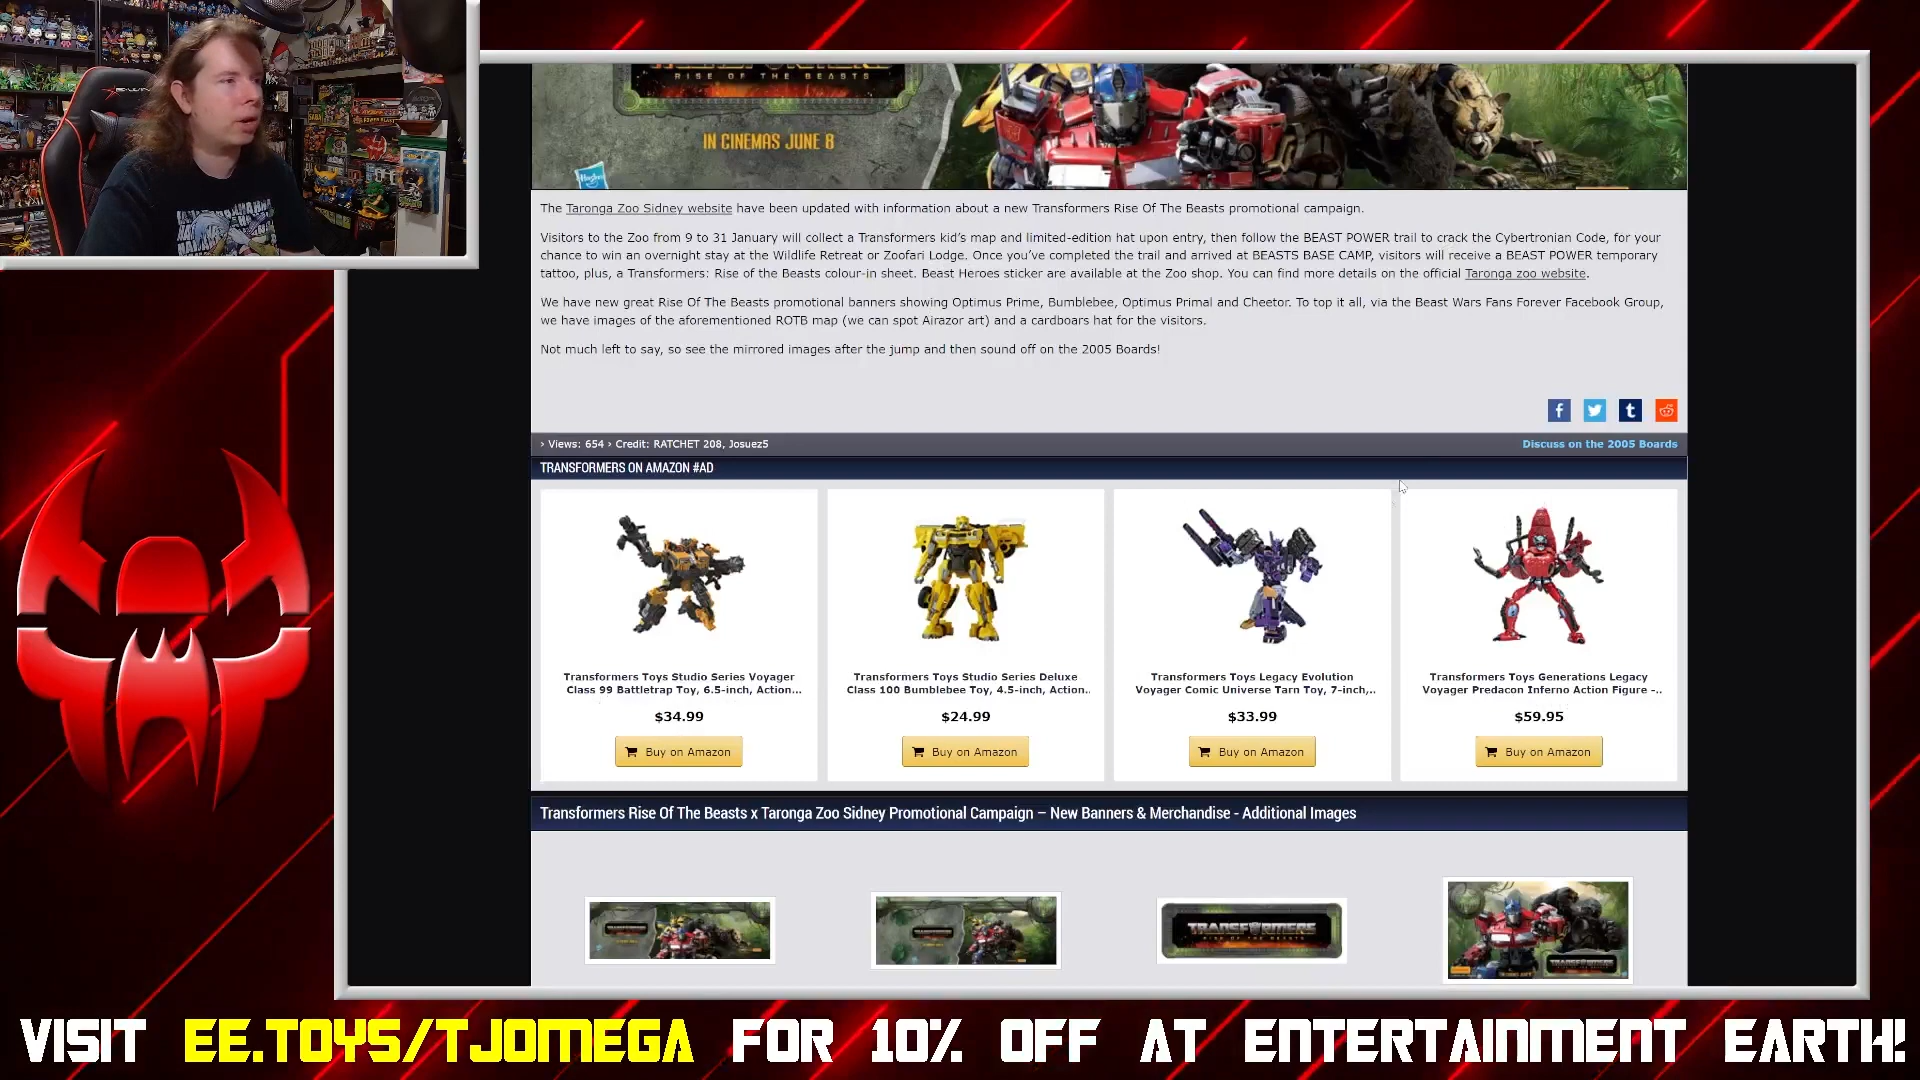 RISE OF THE BEASTS
IN CINEMAS JUNE 8
Hasbro
The Taronga Zoo Sidney website have been updated with information about a new Transformers Rise Of The Beasts promotional campaign.
Visitors to the Zoo from 9 to 31 January will collect a Transformers kid's map and limited-edition hat upon entry, then follow the BEAST POWER trail to crack the Cybertronian Code, for your
chance to win an overnight stay at the Wildlife Retreat or Zoofari Lodge. Once you've completed the trail and arrived at BEASTS BASE CAMP, visitors will receive a BEAST POWER temporary
tattoo, plus, a Transformers: Rise of the Beasts colour-in sheet. Beast Heroes sticker are available at the Zoo shop. You can find more details on the official Taronga zoo website.
We have new great Rise Of The Beasts promotional banners showing Optimus Prime, Bumblebee, Optimus Primal and Cheetor. To top it all, via the Beast Wars Fans Forever Facebook Group,
we have images of the aforementioned ROTB map (we can spot Airazor art) and a cardboars hat for the visitors.
Not much left to say, so see the mirrored images after the jump and then sound off on the 2005 Boards!
› Views: 654 › Credit: RATCHET 208, Josuez5
Discuss on the 2005 Boards
TRANSFORMERS ON AMAZON #AD
Transformers Toys Studio Series Voyager
Class 99 Battletrap Toy, 6.5-inch, Action...
$34.99
Buy on Amazon
Transformers Toys Studio Series Deluxe
Class 100 Bumblebee Toy, 4.5-inch, Action..
$24.99
Buy on Amazon
Transformers Toys Legacy Evolution
Voyager Comic Universe Tarn Toy, 7-inch,..
$33.99
Buy on Amazon
Transformers Toys Generations Legacy
Voyager Predacon Inferno Action Figure -..
$59.95
Buy on Amazon
Transformers Rise Of The Beasts x Taronga Zoo Sidney Promotional Campaign – New Banners & Merchandise - Additional Images
TRANSFORMERS
RISE OF THE BEASTS
TRANSFORMERS
VISIT EE.TOYS/TJOMEGA FOR 10% OFF AT ENTERTAINMENT EARTH!